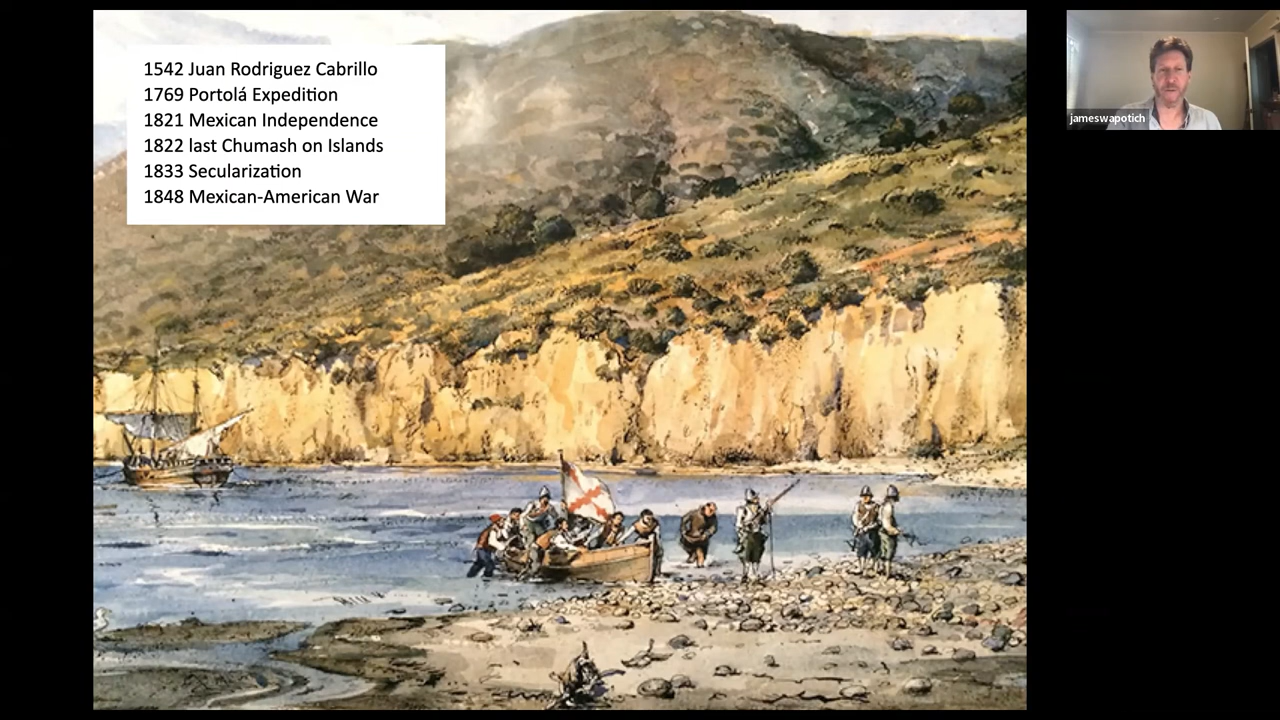 1542 Juan Rodriguez Cabrillo
1769 Portolá Expedition
1821 Mexican Independence
1822 last Chumash on Islands
1833 Secularization
1848 Mexican-American War
jameswapotich